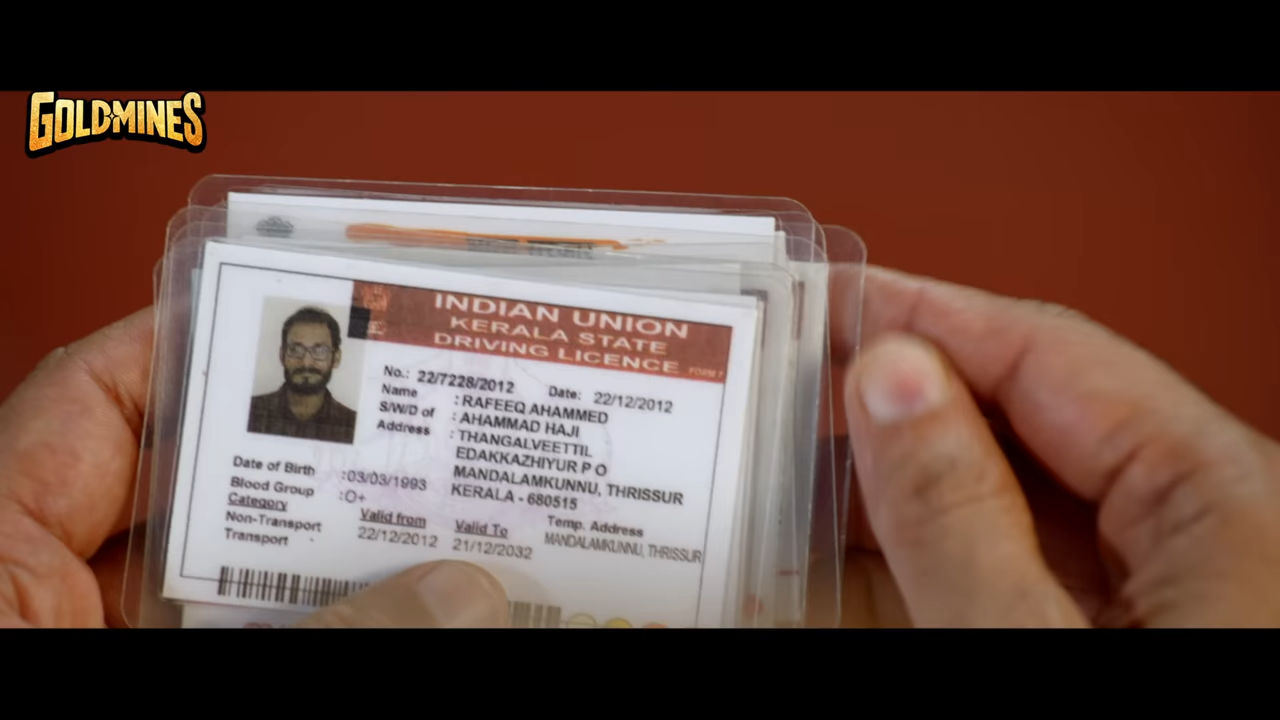 GOLDMINES
INDIAN UNION
KERALA STATE
DRIVING LICENCE
FORM 7
No.: 22/7228/2012 Date: 22/12/2012
Name : RAFEEQ AHAMMED
S/W/D of : AHAMMAD HAJI
Address : THANGALVEETTIL
EDAKKAZHIYUR P O
MANDALAMKUNNU, THRISSUR
KERALA - 680515
Date of Birth :03/03/1993
Blood Group :O+
Category Valid from Valid To Temp. Address
Non-Transport 22/12/2012 21/12/2032 MANDALAMKUNNU, THRISSUR
Transport -